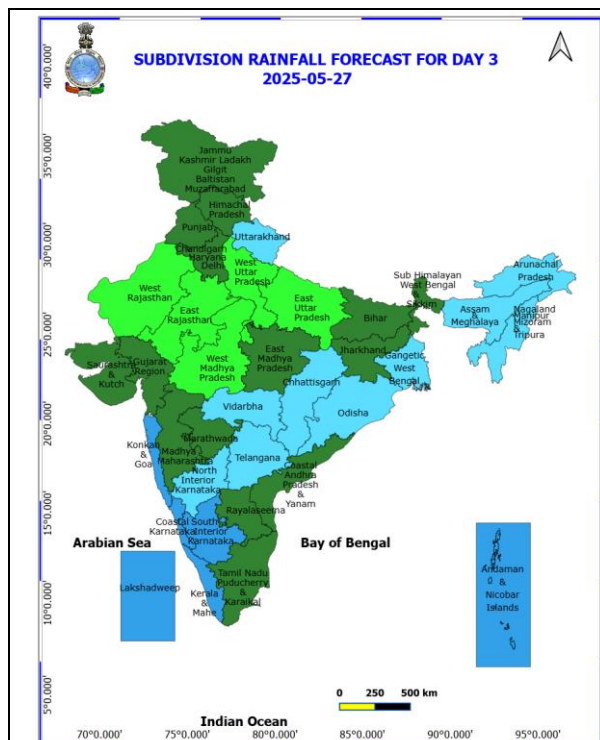 SUBDIVISION RAINFALL FORECAST FOR DAY 3
2025-05-27
40°0.000'
35°0.000'
30°0.000'
25°0.000'
20°0.000'
15°0.000'
10°0.000'
5°0.000'
Jammu
Kashmir Ladakh
Gilgit
Baltistan
Muzaffarabad
Himachal
Pradesh
Punjab
Chandigarh
Haryana
Delhi
Uttarakhand
West
Uttar
Pradesh
West
Rajasthan
East
Rajasthan
East
Uttar
Pradesh
Sub Himalayan
West Bengal
&
Sikkim
Arunachal
Pradesh
Assam
&
Meghalaya
Nagaland
Manipur
Mizoram
&
Tripura
Bihar
Jharkhand
Gangetic
West
Bengal
Saurashtra
&
Kutch
Gujarat
Region
West
Madhya
Pradesh
East
Madhya
Pradesh
Chhattisgarh
Odisha
Vidarbha
Konkan
&
Goa
Madhya
Maharashtra
Marathwada
Telangana
North
Interior
Karnataka
Coastal
Andhra
Pradesh
&
Yanam
Rayalaseema
Coastal
Karnataka
South
Interior
Karnataka
Arabian Sea
Bay of Bengal
Lakshadweep
Kerala
&
Mahe
Tamil Nadu
Puducherry
&
Karaikal
Andaman
&
Nicobar
Islands
0 250 500 km
Indian Ocean
70°0.000' 75°0.000' 80°0.000' 85°0.000' 90°0.000' 95°0.000'